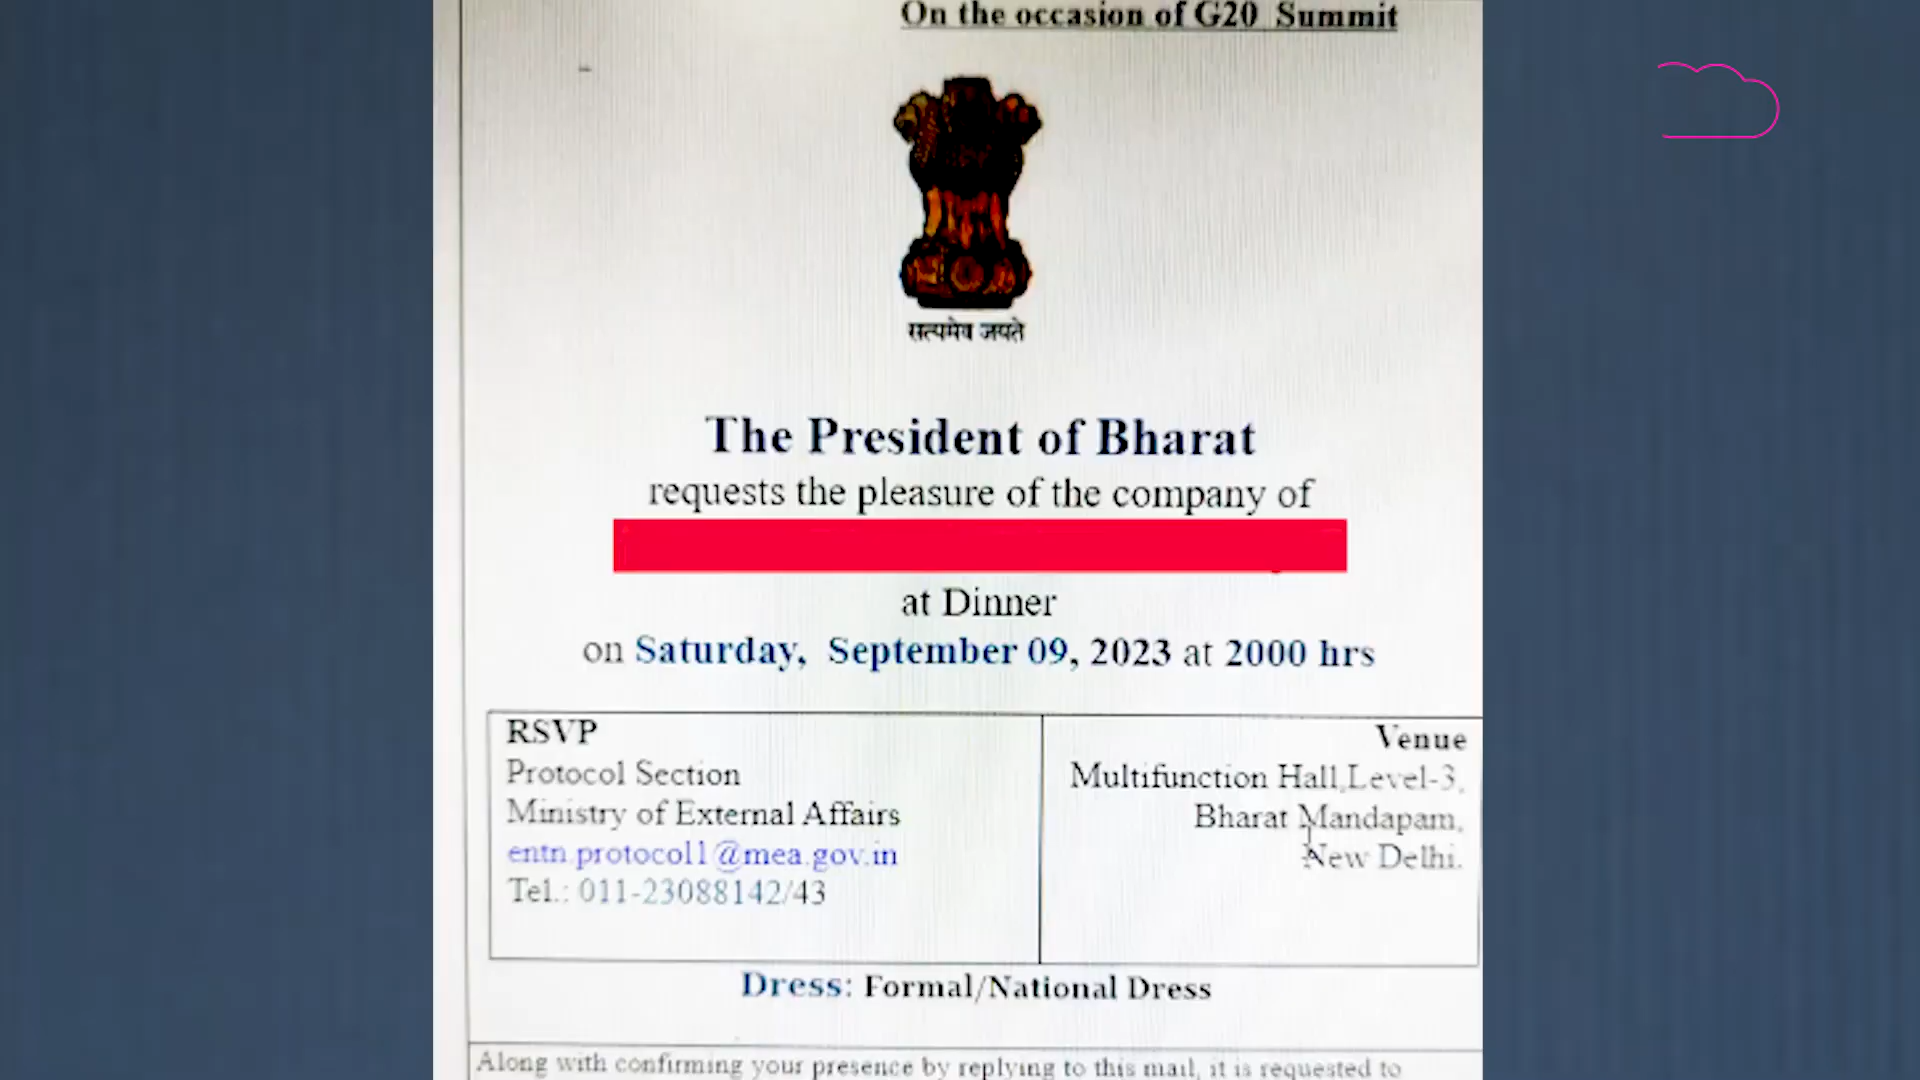 On the occasion of G20 Summit
सत्यमेव जयते
The President of Bharat
requests the pleasure of the company of
at Dinner
on Saturday, September 09, 2023 at 2000 hrs
RSVP
Protocol Section
Ministry of External Affairs
entn.protocol1@mea.gov.in
Tel.: 011-23088142/43
Venue
Multifunction Hall,Level-3,
Bharat Mandapam,
New Delhi.
Dress: Formal/National Dress
Along with confirming your presence by replying to this mail, it is requested to